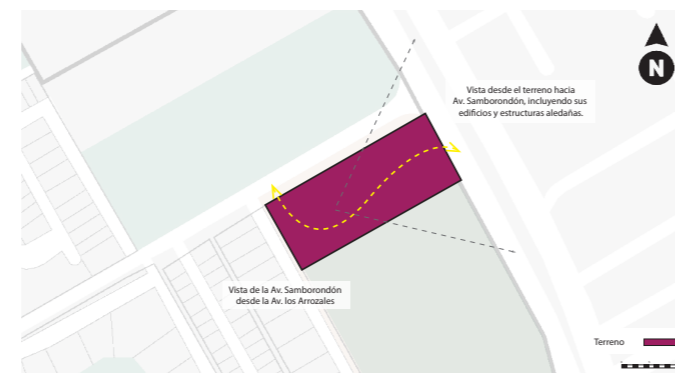 N
Vista desde el terreno hacia
Av. Samborondón, incluyendo sus
edificios y estructuras aledañas.
Vista de la Av. Samborondón
desde la Av. los Arrozales
Terreno